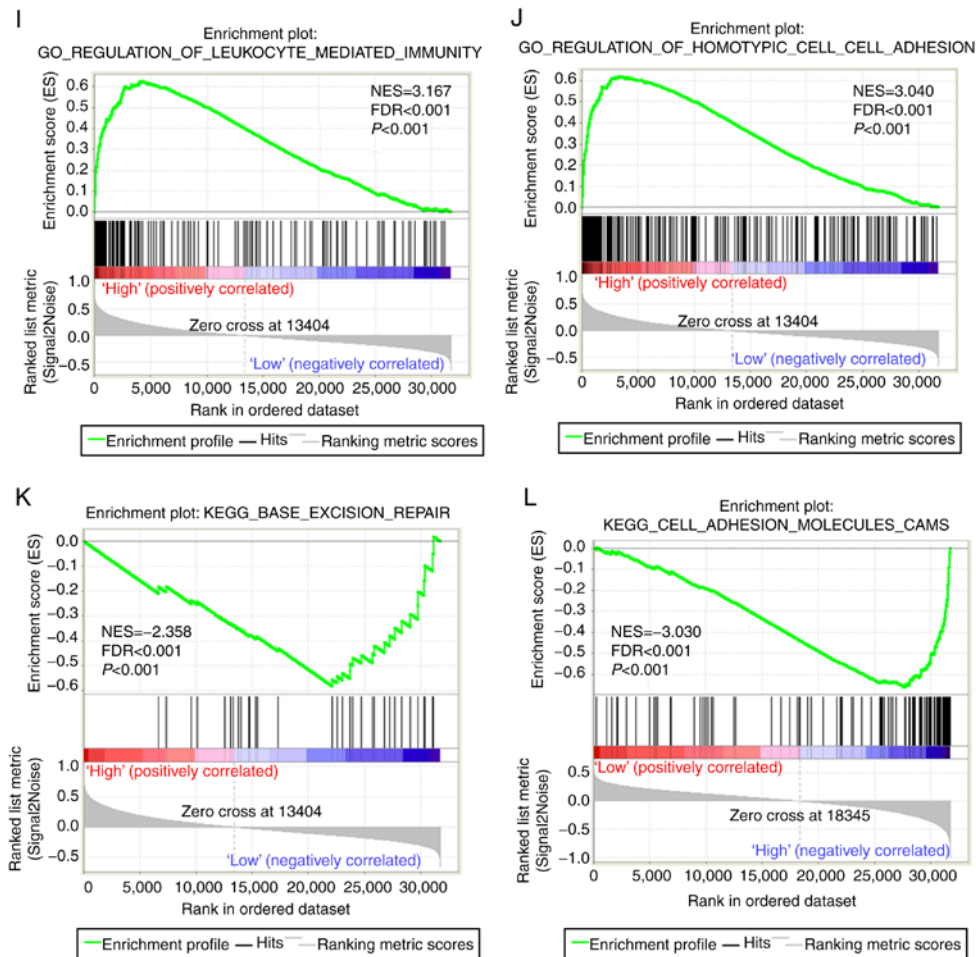 I
Enrichment plot:
GO_REGULATION_OF_LEUKOCYTE_MEDIATED_IMMUNITY
Enrichment score (ES)
0.6
0.5
0.4
0.3
0.2
0.1
0.0
NES=3.167
FDR<0.001
P<0.001
Ranked list metric
(Signal2Noise)
1.0
0.5
0.0
−0.5
‘High’ (positively correlated)
Zero cross at 13404
‘Low’ (negatively correlated)
0 5,000 10,000 15,000 20,000 25,000 30,000
Rank in ordered dataset
Enrichment profile Hits Ranking metric scores
J
Enrichment plot:
GO_REGULATION_OF_HOMOTYPIC_CELL_CELL_ADHESION
Enrichment score (ES)
0.6
0.5
0.4
0.3
0.2
0.1
0.0
NES=3.040
FDR<0.001
P<0.001
Ranked list metric
(Signal2Noise)
1.0
0.5
0.0
−0.5
‘High’ (positively correlated)
Zero cross at 13404
‘Low’ (negatively correlated)
0 5,000 10,000 15,000 20,000 25,000 30,000
Rank in ordered dataset
Enrichment profile Hits Ranking metric scores
K
Enrichment plot: KEGG_BASE_EXCISION_REPAIR
Enrichment score (ES)
0.0
−0.1
−0.2
−0.3
−0.4
−0.5
−0.6
NES=−2.358
FDR<0.001
P<0.001
Ranked list metric
(Signal2Noise)
1.0
0.5
0.0
−0.5
‘High’ (positively correlated)
Zero cross at 13404
‘Low’ (negatively correlated)
0 5,000 10,000 15,000 20,000 25,000 30,000
Rank in ordered dataset
Enrichment profile Hits Ranking metric scores
L
Enrichment plot:
KEGG_CELL_ADHESION_MOLECULES_CAMS
Enrichment score (ES)
0.0
−0.1
−0.2
−0.3
−0.4
−0.5
−0.6
NES=−3.030
FDR<0.001
P<0.001
Ranked list metric
(Signal2Noise)
0.5
0.0
−0.5
−1.0
‘Low’ (positively correlated)
Zero cross at 18345
‘High’ (negatively correlated)
0 5,000 10,000 15,000 20,000 25,000 30,000
Rank in ordered dataset
Enrichment profile Hits Ranking metric scores